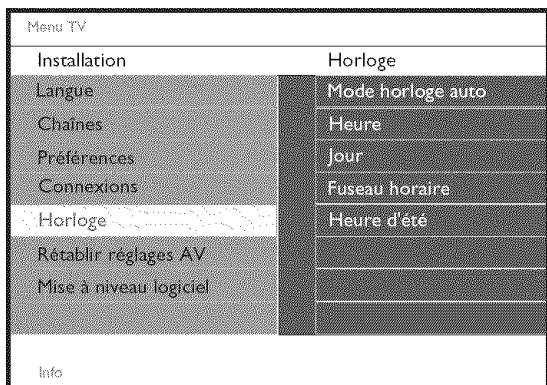 Menu TV
Installation
Horloge
Langue
Mode horloge auto
Chaînes
Heure
Préférences
Jour
Connexions
Fuseau horaire
Horloge
Heure d'été
Rétablir réglages AV
Mise à niveau logiciel
Info